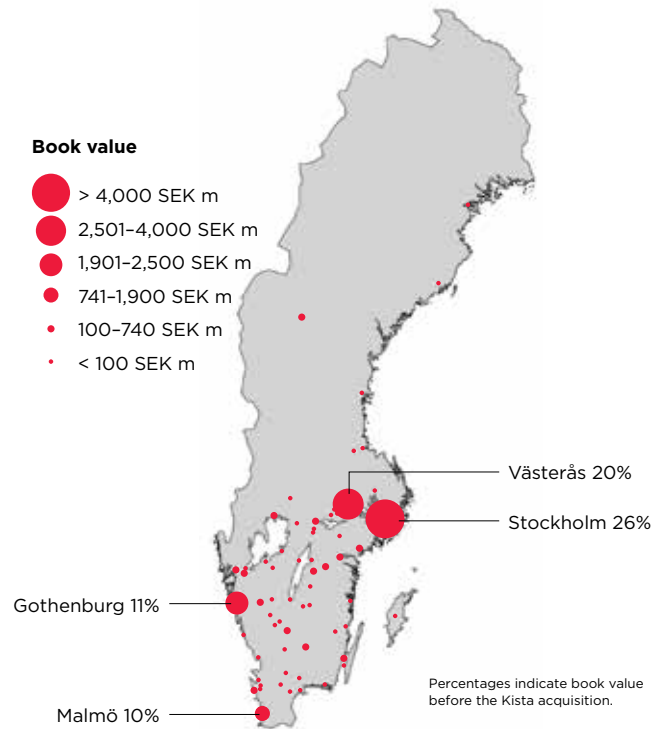 Book value
> 4,000 SEK m
2,501–4,000 SEK m
1,901–2,500 SEK m
741–1,900 SEK m
100–740 SEK m
< 100 SEK m
Västerås 20%
Stockholm 26%
Gothenburg 11%
Malmö 10%
Percentages indicate book value
before the Kista acquisition.